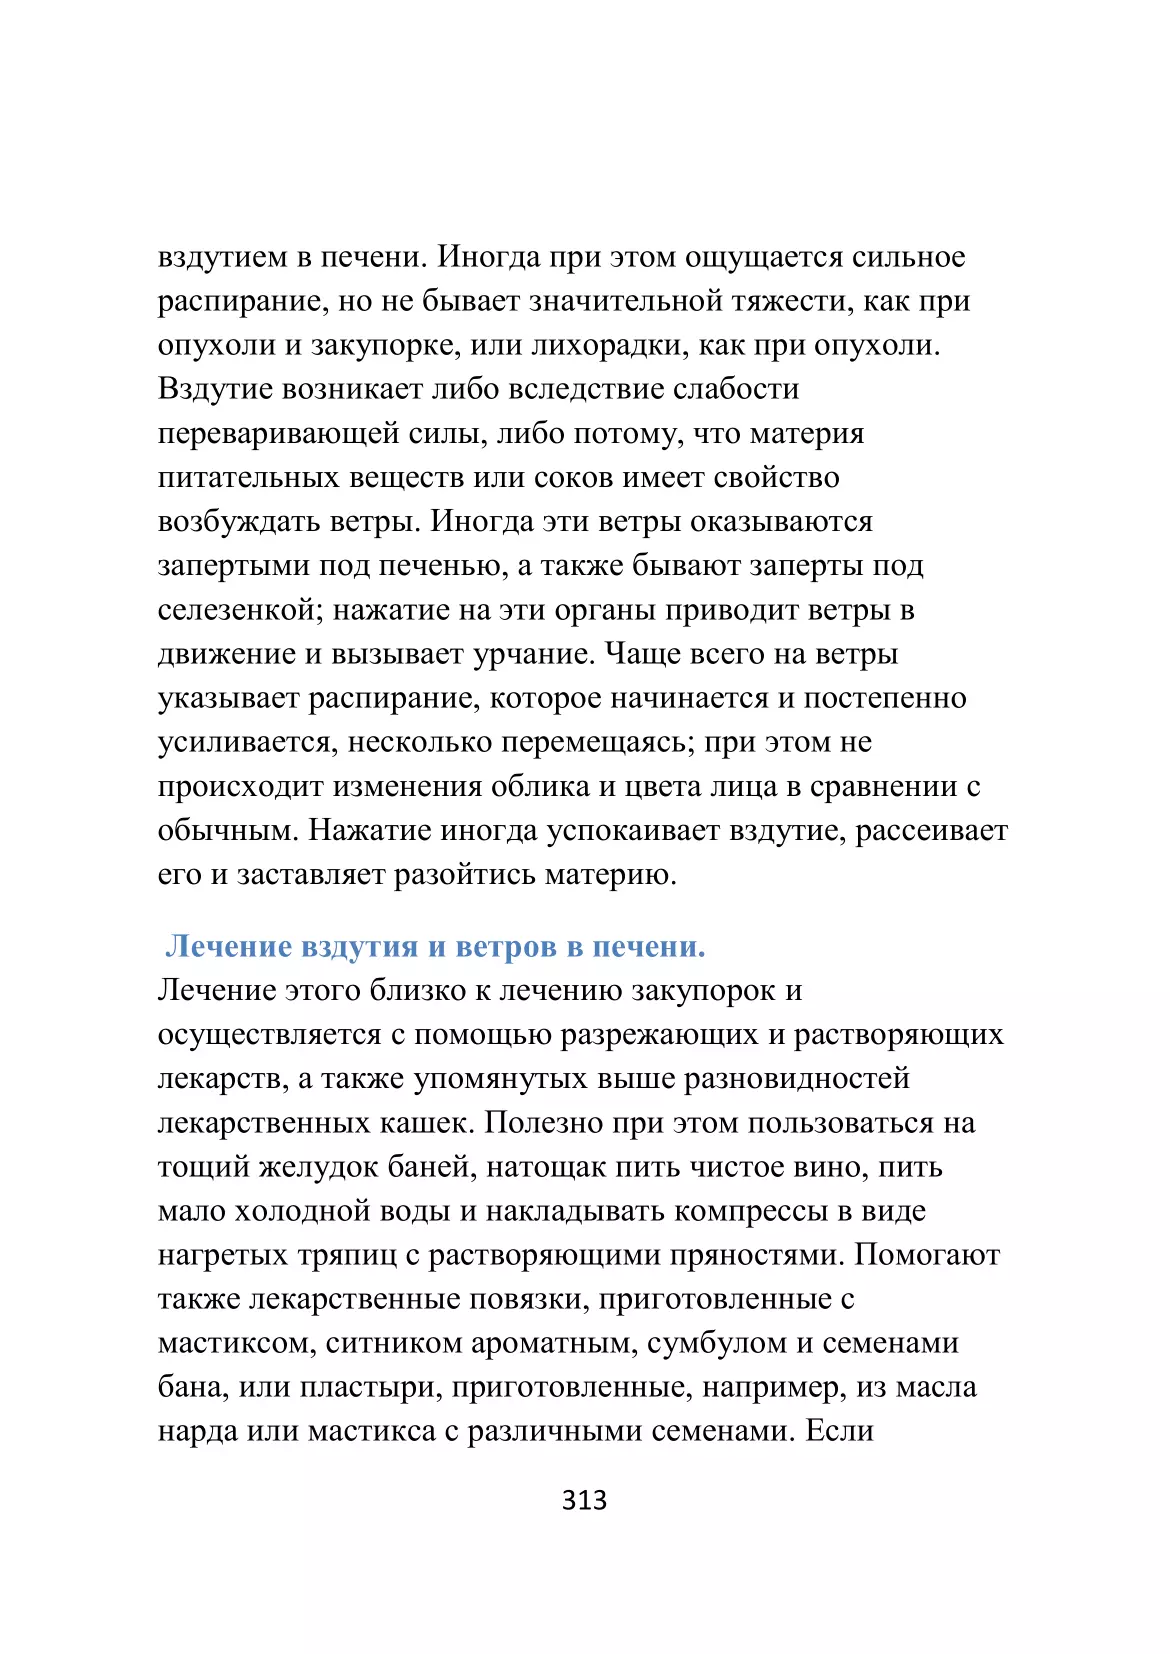 вздутием в печени. Иногда при этом ощущается сильное
распирание, но не бывает значительной тяжести, как при
опухоли и закупорке, или лихорадки, как при опухоли.
Вздутие возникает либо вследствие слабости
переваривающей силы, либо потому, что материя
питательных веществ или соков имеет свойство
возбуждать ветры. Иногда эти ветры оказываются
запертыми под печенью, а также бывают заперты под
селезенкой; нажатие на эти органы приводит ветры в
движение и вызывает урчание. Чаще всего на ветры
указывает распирание, которое начинается и постепенно
усиливается, несколько перемещаясь; при этом не
происходит изменения облика и цвета лица в сравнении с
обычным. Нажатие иногда успокаивает вздутие, рассеивает
его и заставляет разойтись материю.
Лечение вздутия и ветров в печени.
Лечение этого близко к лечению закупорок и
осуществляется с помощью разрежающих и растворяющих
лекарств, а также упомянутых выше разновидностей
лекарственных кашек. Полезно при этом пользоваться на
тощий желудок баней, натощак пить чистое вино, пить
мало холодной воды и накладывать компрессы в виде
нагретых тряпиц с растворяющими пряностями. Помогают
также лекарственные повязки, приготовленные с
мастиксом, ситником ароматным, сумбулом и семенами
бана, или пластыри, приготовленные, например, из масла
нарда или мастикса с различными семенами. Если
313